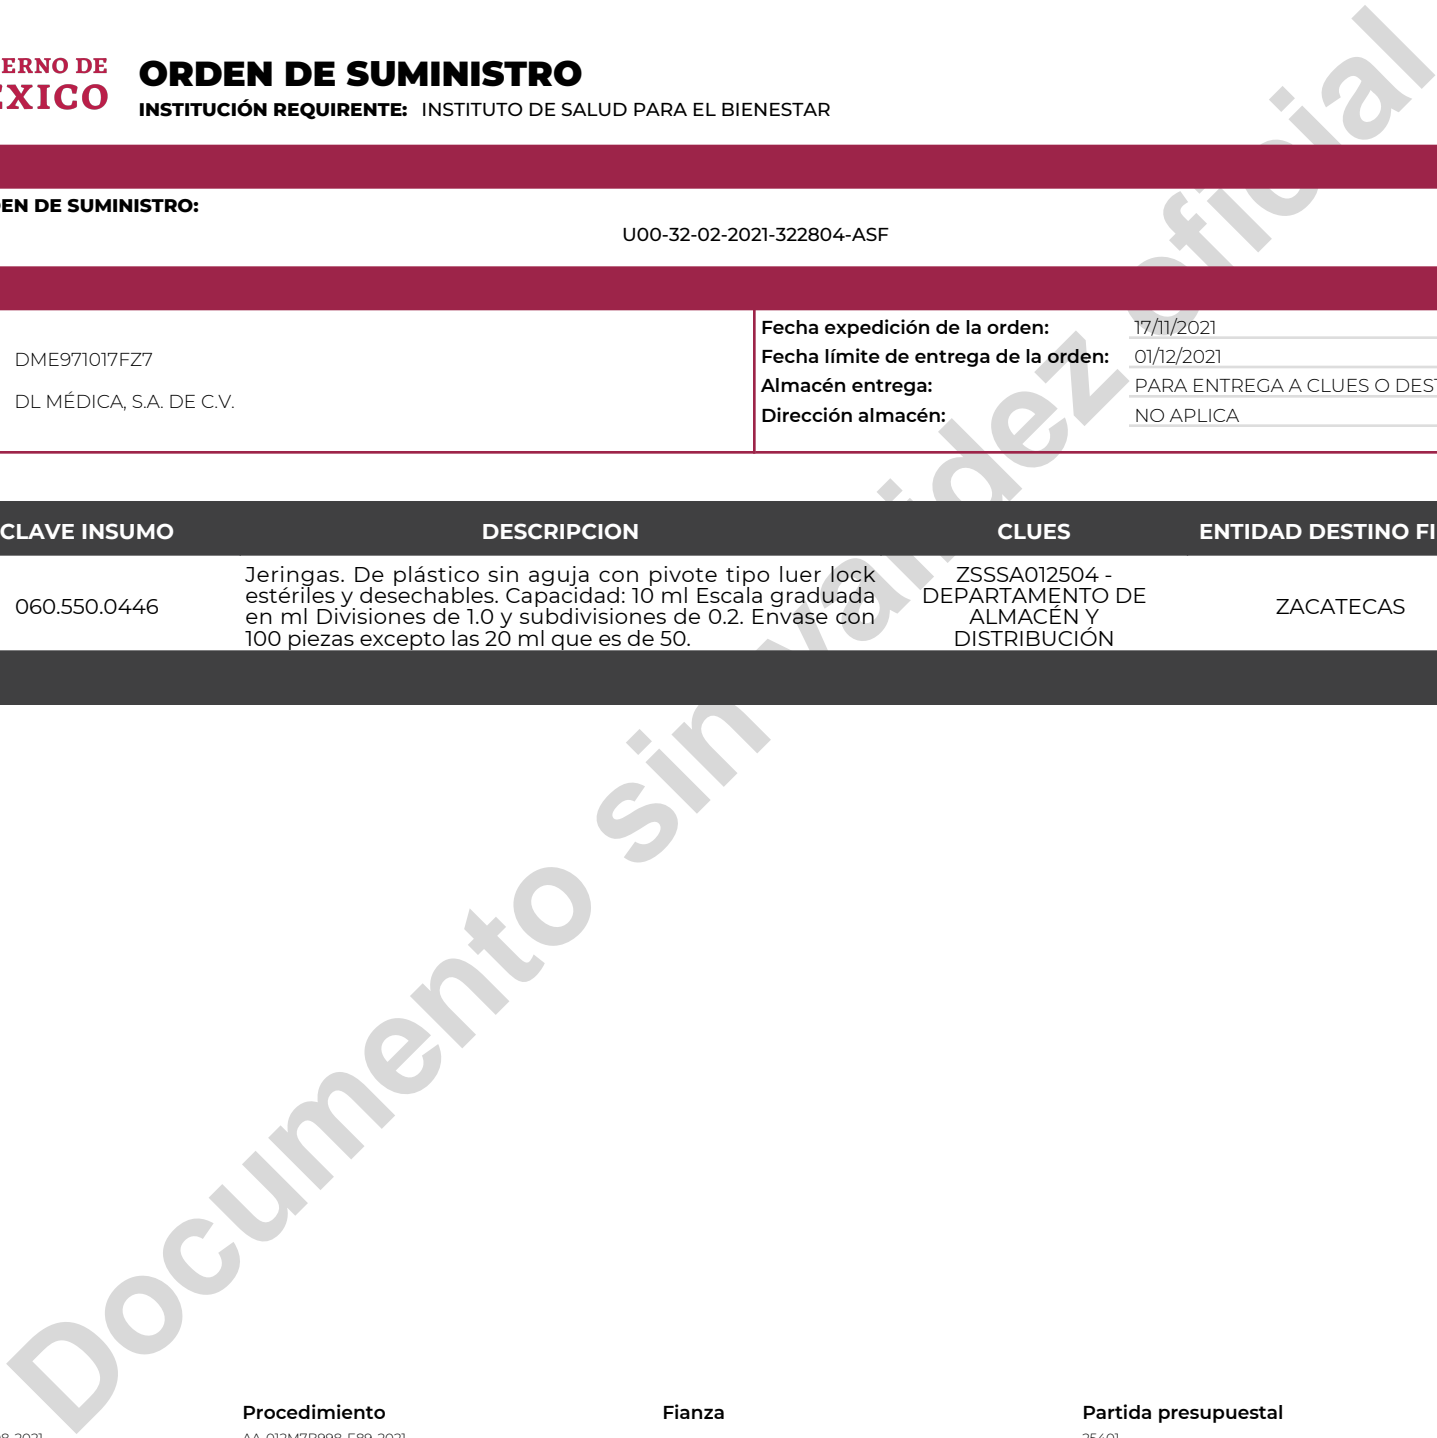 ERNO DE
EXICO
ORDEN DE SUMINISTRO
INSTITUCIÓN REQUIRENTE: INSTITUTO DE SALUD PARA EL BIENESTAR
EN DE SUMINISTRO:
U00-32-02-2021-322804-ASF
DME971017FZ7
DL MÉDICA, S.A. DE C.V.
Fecha expedición de la orden: 17/11/2021
Fecha límite de entrega de la orden: 01/12/2021
Almacén entrega: PARA ENTREGA A CLUES O DEST
Dirección almacén: NO APLICA
CLAVE INSUMO DESCRIPCION CLUES ENTIDAD DESTINO FI
060.550.0446
Jeringas. De plástico sin aguja con pivote tipo luer lock
estériles y desechables. Capacidad: 10 ml Escala graduada
en ml Divisiones de 1.0 y subdivisiones de 0.2. Envase con
100 piezas excepto las 20 ml que es de 50.
ZSSSA012504 -
DEPARTAMENTO DE
ALMACÉN Y
DISTRIBUCIÓN
ZACATECAS
Documento sin validez oficial
Procedimiento Fianza Partida presupuestal